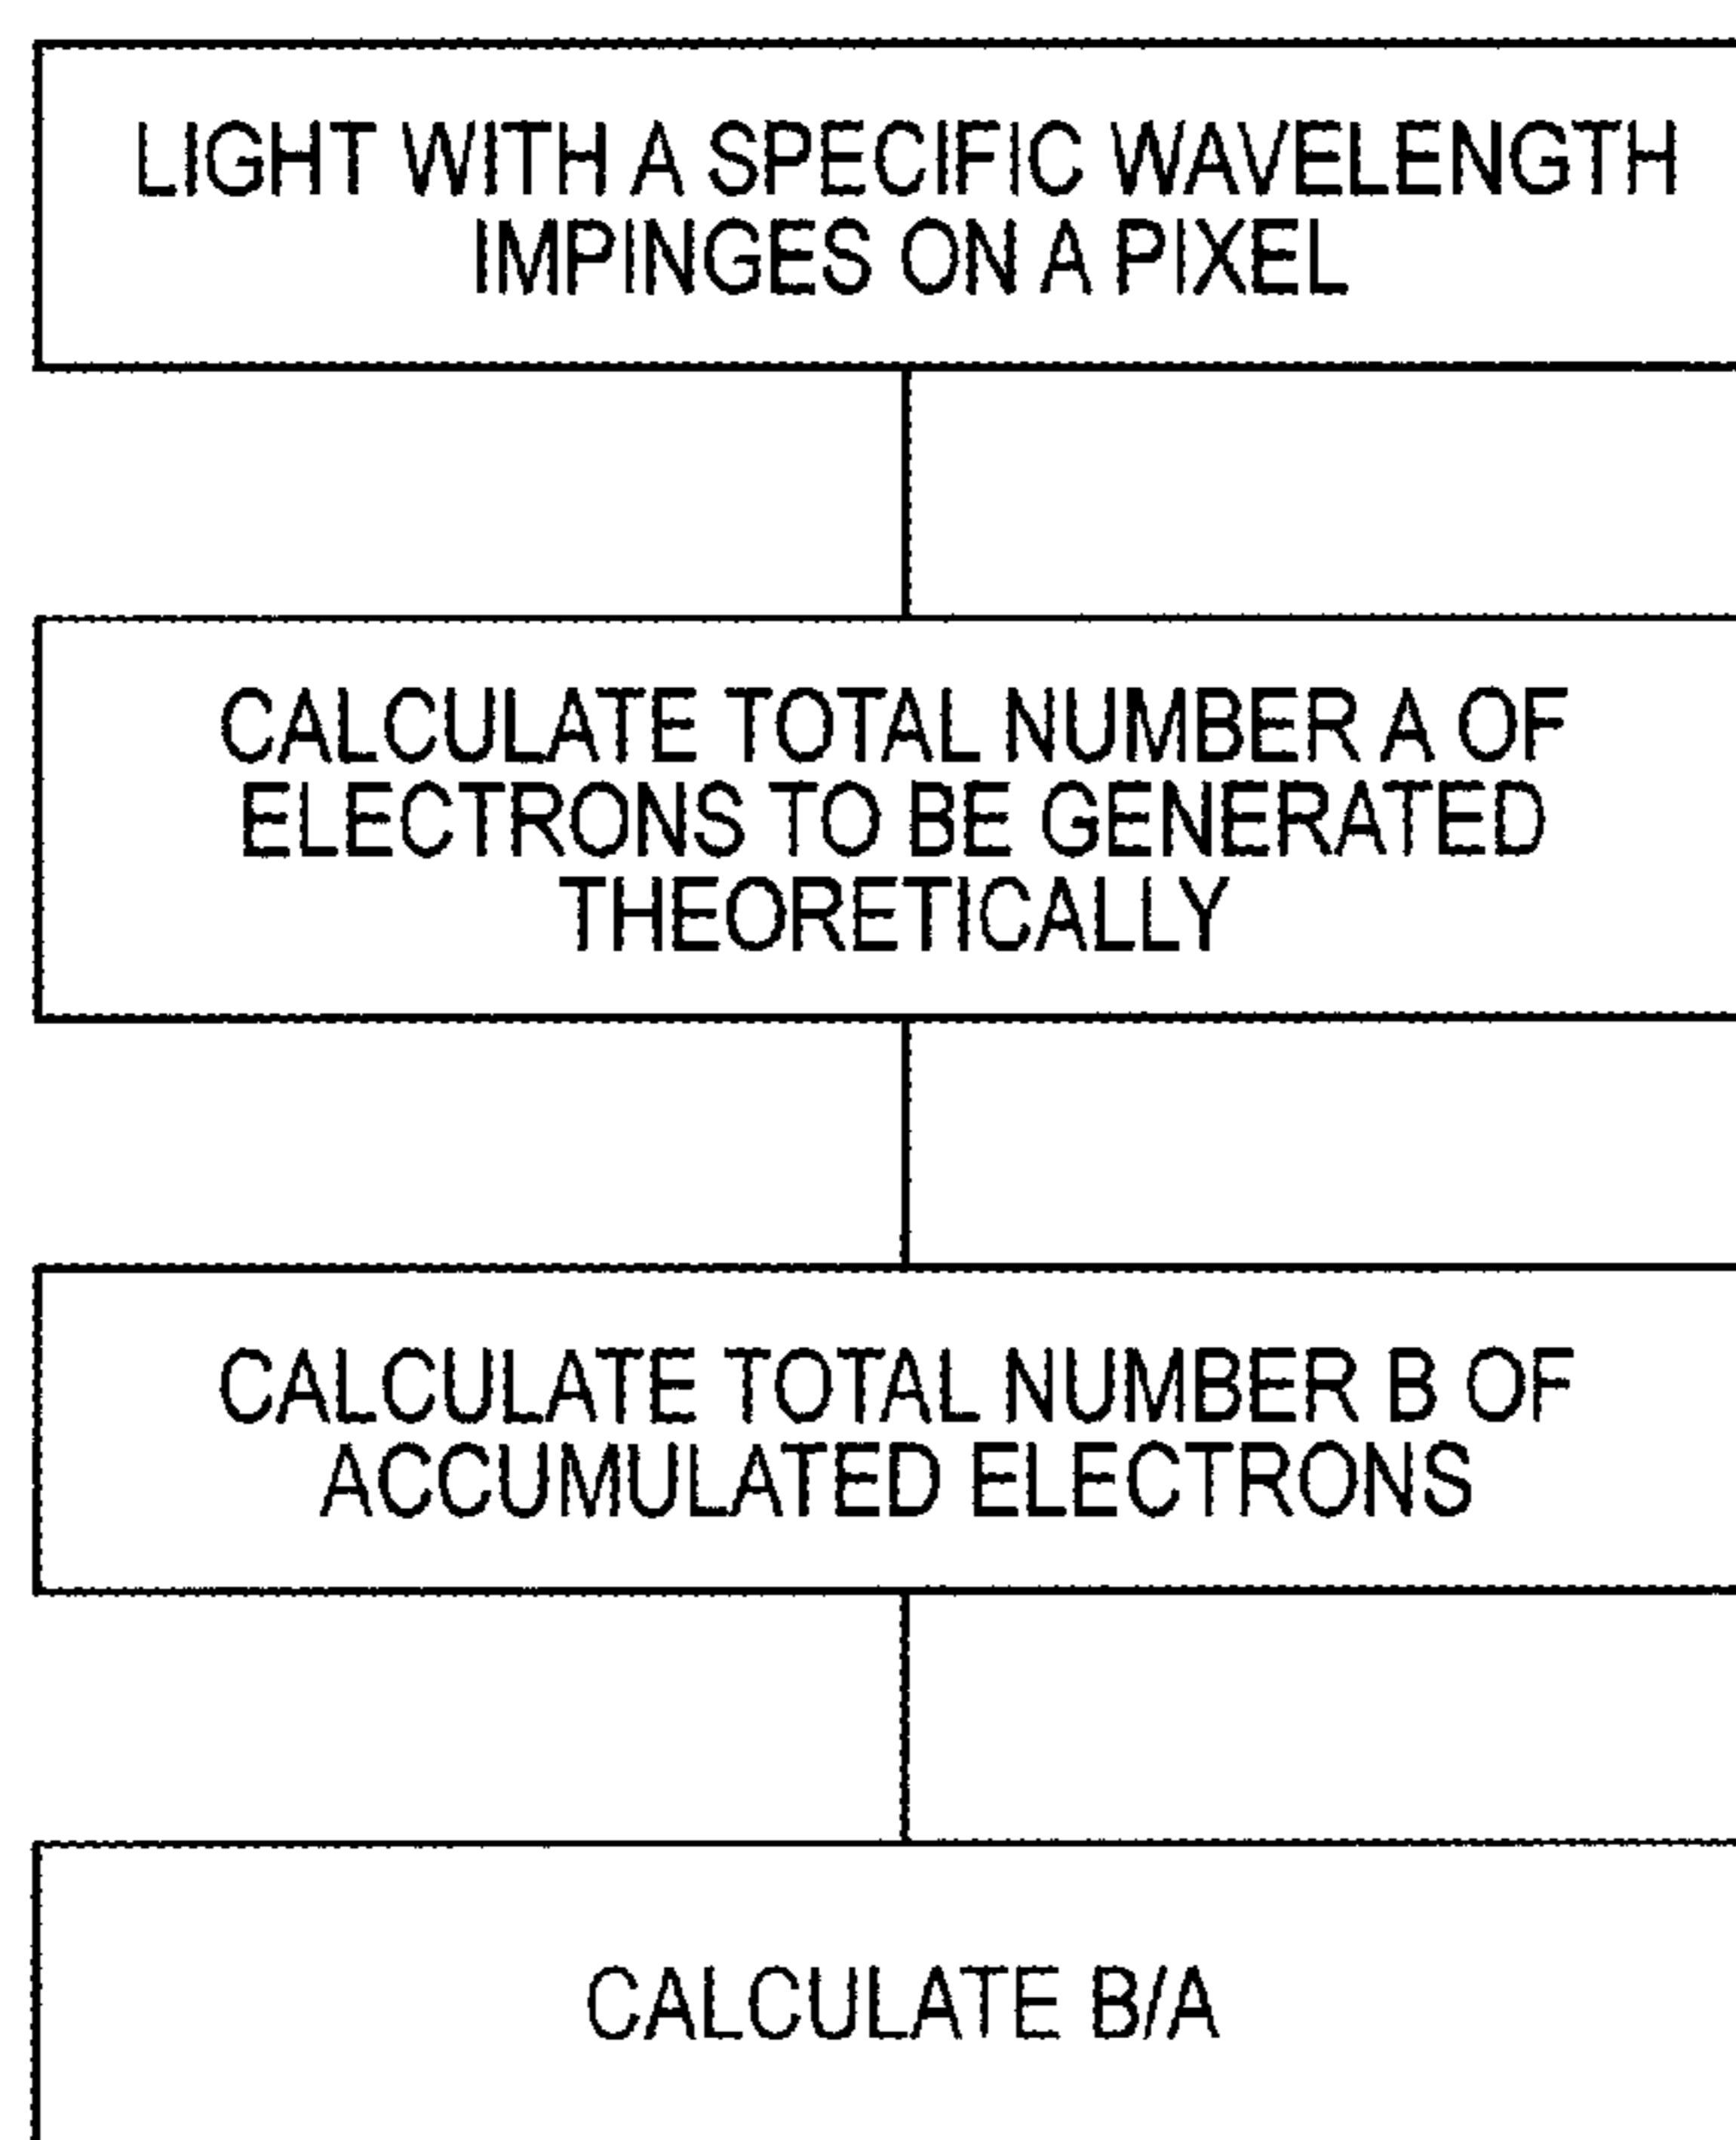 LIGHT WITH A SPECIFIC WAVELENGTH
IMPINGES ON A PIXEL
CALCULATE TOTAL NUMBER A OF
ELECTRONS TO BE GENERATED
THEORETICALLY
CALCULATE TOTAL NUMBER B OF
ACCUMULATED ELECTRONS
CALCULATE B/A